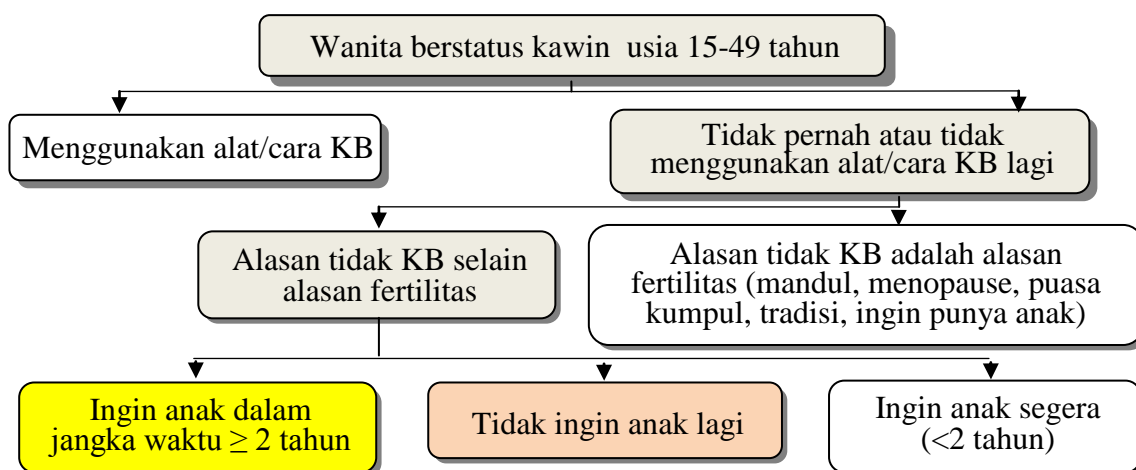 Wanita berstatus kawin usia 15-49 tahun
Menggunakan alat/cara KB
Tidak pernah atau tidak
menggunakan alat/cara KB lagi
Alasan tidak KB selain
alasan fertilitas
Alasan tidak KB adalah alasan
fertilitas (mandul, menopause, puasa
kumpul, tradisi, ingin punya anak)
Ingin anak dalam
jangka waktu ≥ 2 tahun
Tidak ingin anak lagi
Ingin anak segera
(<2 tahun)